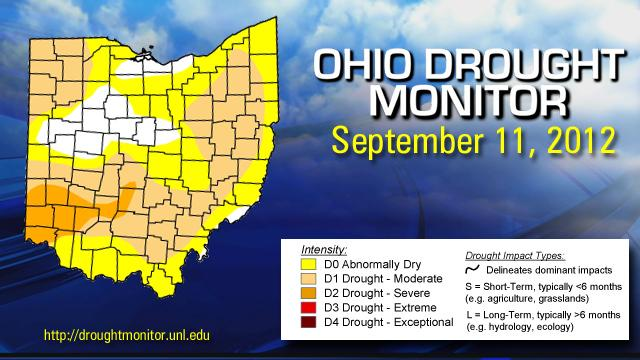 OHIO DROUGHT
MONITOR
September 11, 2012
Intensity:
D0 Abnormally Dry
D1 Drought - Moderate
D2 Drought - Severe
D3 Drought - Extreme
D4 Drought - Exceptional
Drought Impact Types:
Delineates dominant impacts
S = Short-Term, typically <6 months
(e.g. agriculture, grasslands)
L = Long-Term, typically >6 months
(e.g. hydrology, ecology)
http://droughtmonitor.unl.edu